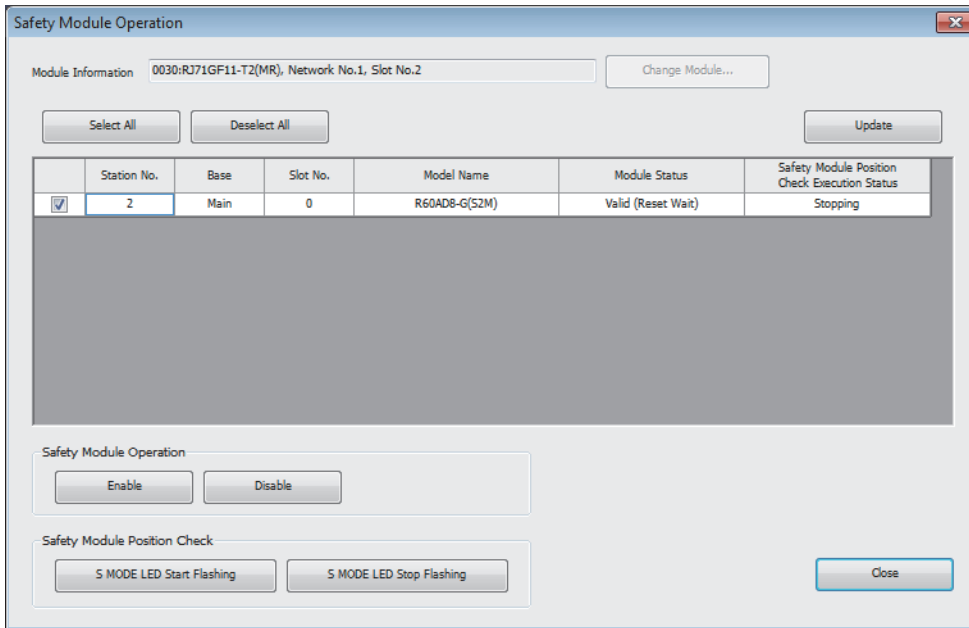 Safety Module Operation
Module Information 0030:RJ71GF11-T2(MR), Network No.1, Slot No.2 Change Module...
Select All Deselect All Update
Station No. Base Slot No. Model Name Module Status Safety Module Position
Check Execution Status
2 Main 0 R60AD8-G(S2M) Valid (Reset Wait) Stopping
Safety Module Operation
Enable Disable
Safety Module Position Check
S MODE LED Start Flashing S MODE LED Stop Flashing Close